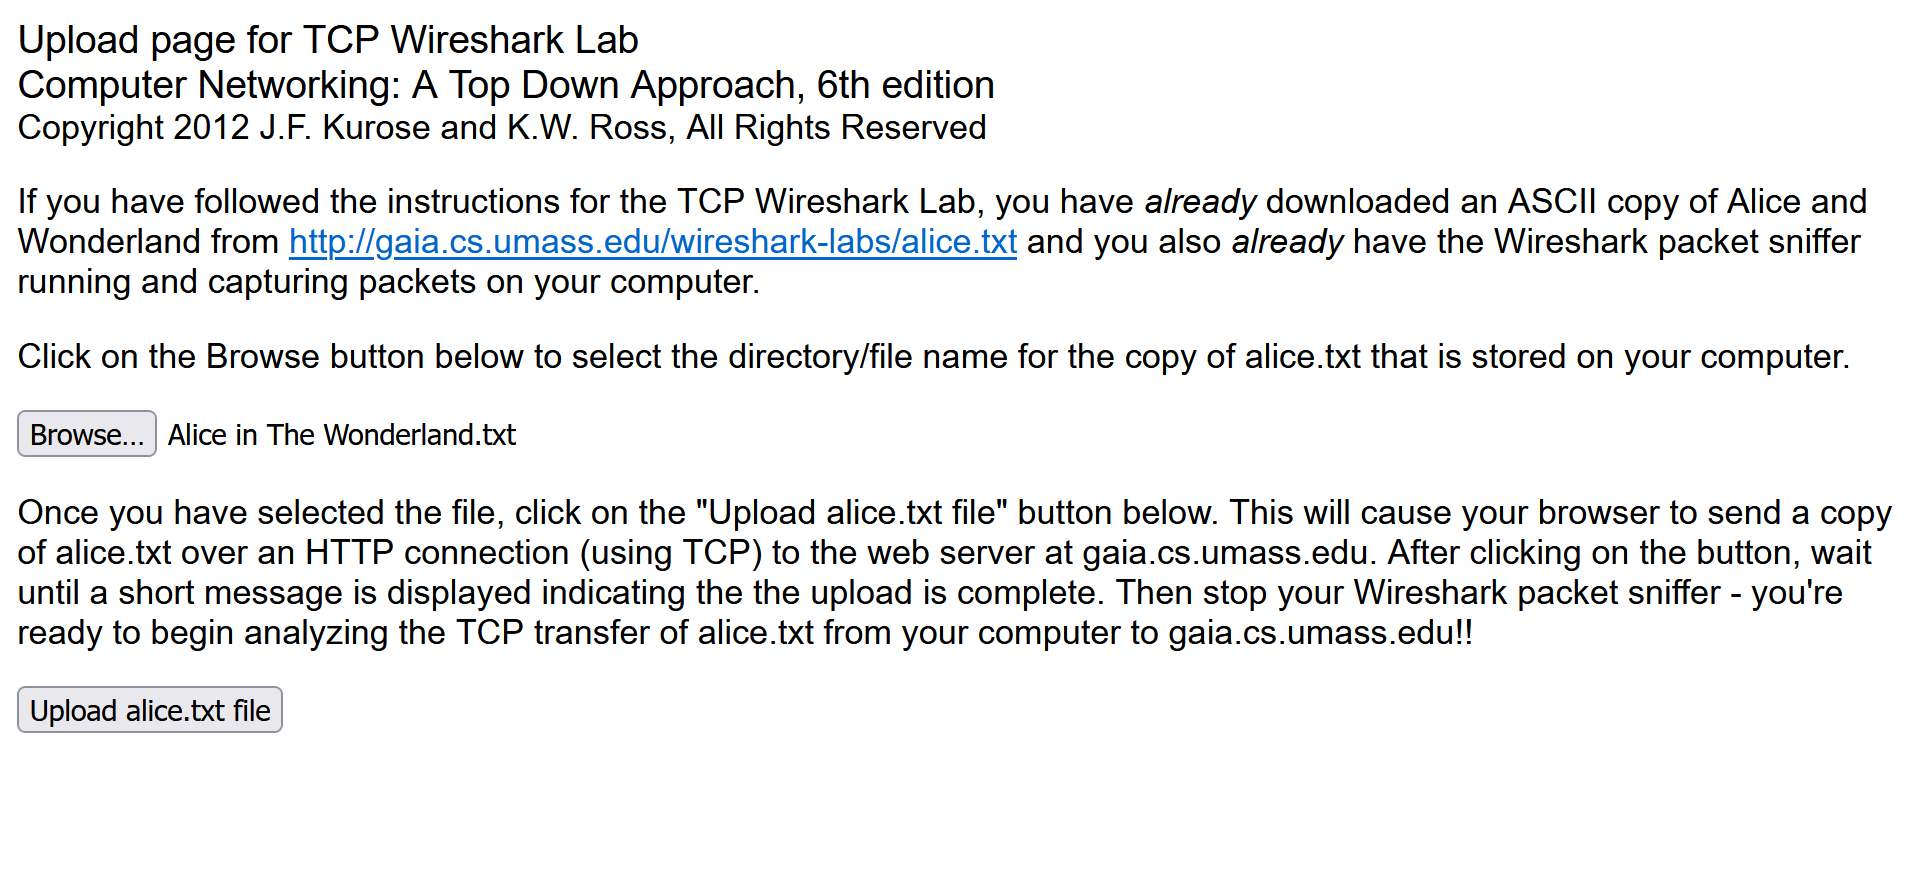 Upload page for TCP Wireshark Lab
Computer Networking: A Top Down Approach, 6th edition
Copyright 2012 J.F. Kurose and K.W. Ross, All Rights Reserved
If you have followed the instructions for the TCP Wireshark Lab, you have already downloaded an ASCII copy of Alice and
Wonderland from http://gaia.cs.umass.edu/wireshark-labs/alice.txt and you also already have the Wireshark packet sniffer
running and capturing packets on your computer.
Click on the Browse button below to select the directory/file name for the copy of alice.txt that is stored on your computer.
Browse... Alice in The Wonderland.txt
Once you have selected the file, click on the "Upload alice.txt file" button below. This will cause your browser to send a copy
of alice.txt over an HTTP connection (using TCP) to the web server at gaia.cs.umass.edu. After clicking on the button, wait
until a short message is displayed indicating the the upload is complete. Then stop your Wireshark packet sniffer - you're
ready to begin analyzing the TCP transfer of alice.txt from your computer to gaia.cs.umass.edu!!
Upload alice.txt file